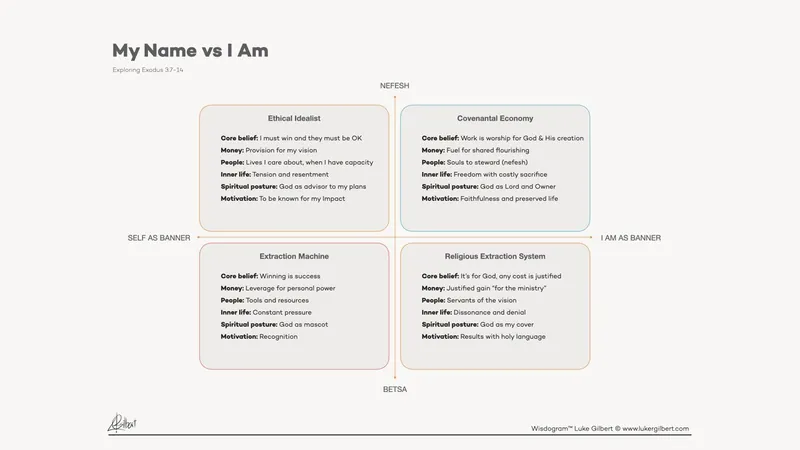 My Name vs I Am
Exploring Exodus 3:7-14
NEFESH
Ethical Idealist
Core belief: I must win and they must be OK
Money: Provision for my vision
People: Lives I care about, when I have capacity
Inner life: Tension and resentment
Spiritual posture: God as advisor to my plans
Motivation: To be known for my Impact
Covenantal Economy
Core belief: Work is worship for God & His creation
Money: Fuel for shared flourishing
People: Souls to steward (nefesh)
Inner life: Freedom with costly sacrifice
Spiritual posture: God as Lord and Owner
Motivation: Faithfulness and preserved life
SELF AS BANNER
I AM AS BANNER
Extraction Machine
Core belief: Winning is success
Money: Leverage for personal power
People: Tools and resources
Inner life: Constant pressure
Spiritual posture: God as mascot
Motivation: Recognition
Religious Extraction System
Core belief: It's for God, any cost is justified
Money: Justified gain "for the ministry"
People: Servants of the vision
Inner life: Dissonance and denial
Spiritual posture: God as my cover
Motivation: Results with holy language
BETSA
Wisdogram™ Luke Gilbert © www.lukergilbert.com